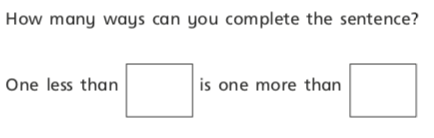 How many ways can you complete the sentence?
One less than is one more than